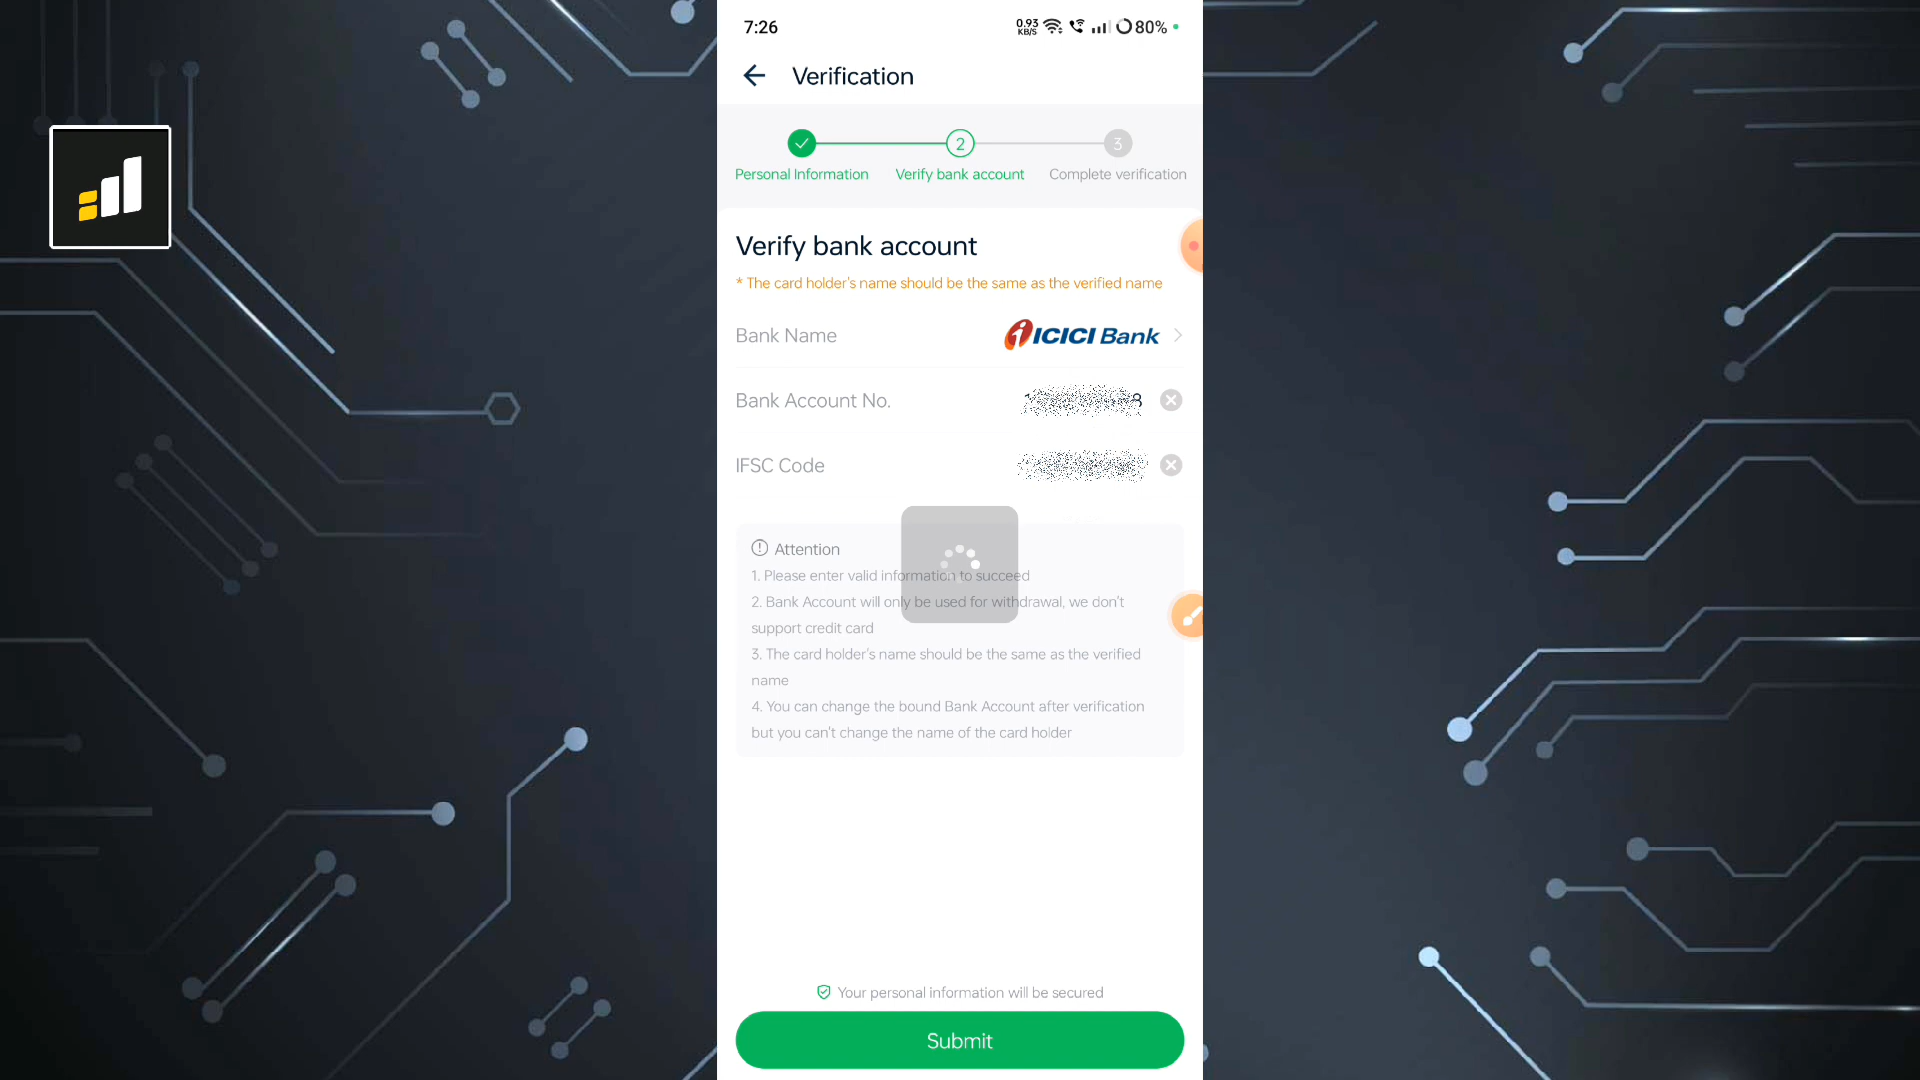 7:26
0.93
KB/S
80%
Verification
2
3
Personal Information
Verify bank account
Complete verification
Verify bank account
* The card holder's name should be the same as the verified name
Bank Name
ICICI Bank
Bank Account No.
IFSC Code
Attention
1. Please enter valid information to succeed
2. Bank Account will only be used for withdrawal, we don't
support credit card
3. The card holder's name should be the same as the verified
name
4. You can change the bound Bank Account after verification
but you can't change the name of the card holder
Your personal information will be secured
Submit